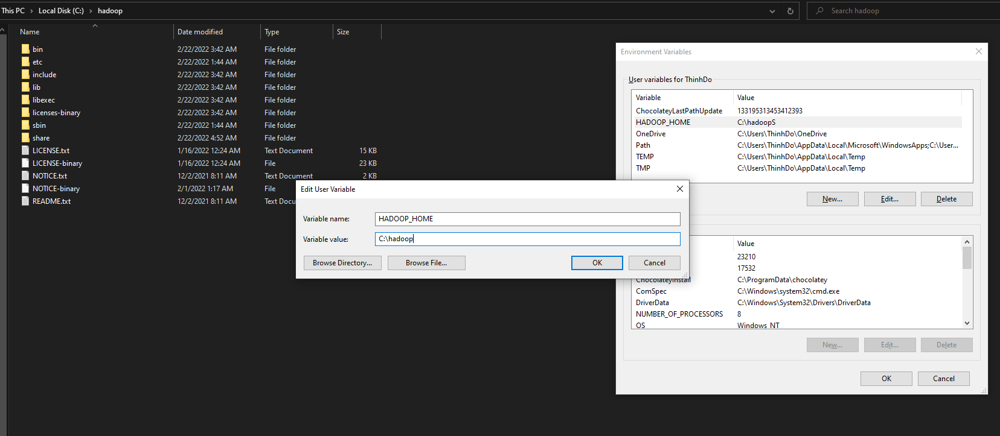 This PC > Local Disk (C:) > hadoop
Search hadoop
Name Date modified Type Size
bin 2/22/2022 3:42 AM File folder
etc 2/22/2022 1:44 AM File folder
include 2/22/2022 3:42 AM File folder
lib 2/22/2022 3:42 AM File folder
libexec 2/22/2022 3:42 AM File folder
licenses-binary 2/22/2022 3:42 AM File folder
sbin 2/22/2022 1:44 AM File folder
share 2/22/2022 4:52 AM File folder
LICENSE.txt 1/16/2022 12:24 AM Text Document 15 KB
LICENSE-binary 1/16/2022 12:24 AM File 23 KB
NOTICE.txt 12/2/2021 8:11 AM Text Document 2 KB
NOTICE-binary 2/1/2022 1:17 AM File
README.txt 12/2/2021 8:11 AM Text Docu
Environment Variables
User variables for ThinhDo
Variable Value
ChocolateyLastPathUpdate 133195313453412393
HADOOP_HOME C:\hadoopS
OneDrive C:\Users\ThinhDo\OneDrive
Path C:\Users\ThinhDo\AppData\Local\Microsoft\WindowsApps;C:\User...
TEMP C:\Users\ThinhDo\AppData\Local\Temp
TMP C:\Users\ThinhDo\AppData\Local\Temp
New... Edit... Delete
Edit User Variable
Variable name: HADOOP_HOME
Variable value: C:\hadoop
Browse Directory... Browse File... OK Cancel
Value
23210
17532
ChocolateyInstall C:\ProgramData\chocolatey
ComSpec C:\Windows\system32\cmd.exe
DriverData C:\Windows\System32\Drivers\DriverData
NUMBER_OF_PROCESSORS 8
OS Windows_NT
New... Edit... Delete
OK Cancel